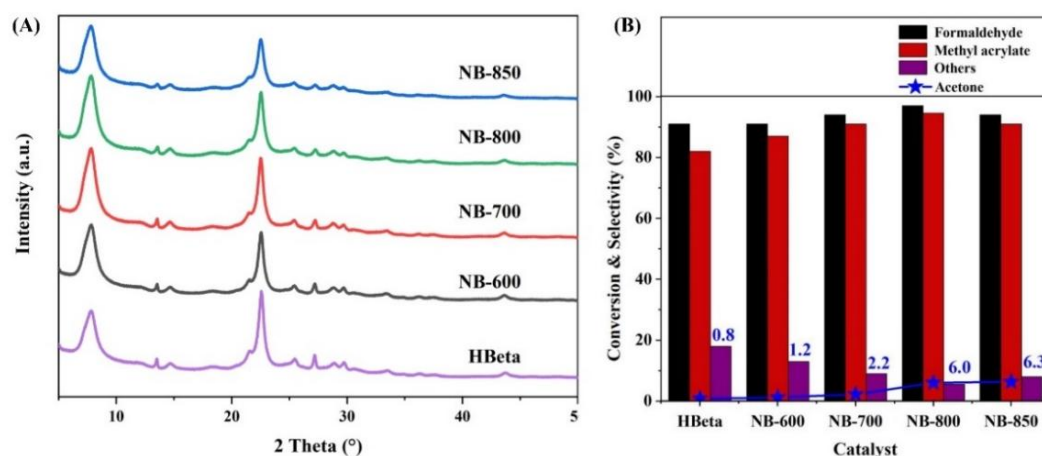 (A)
NB-850
NB-800
NB-700
NB-600
HBeta
Intensity (a.u.)
10 20 30 40 5
2 Theta (°)
(B)
Formaldehyde
Methyl acrylate
Others
Acetone
100
80
60
40
20
0
Conversion & Selectivity (%)
0.8 1.2 2.2 6.0 6.3
HBeta NB-600 NB-700 NB-800 NB-850
Catalyst